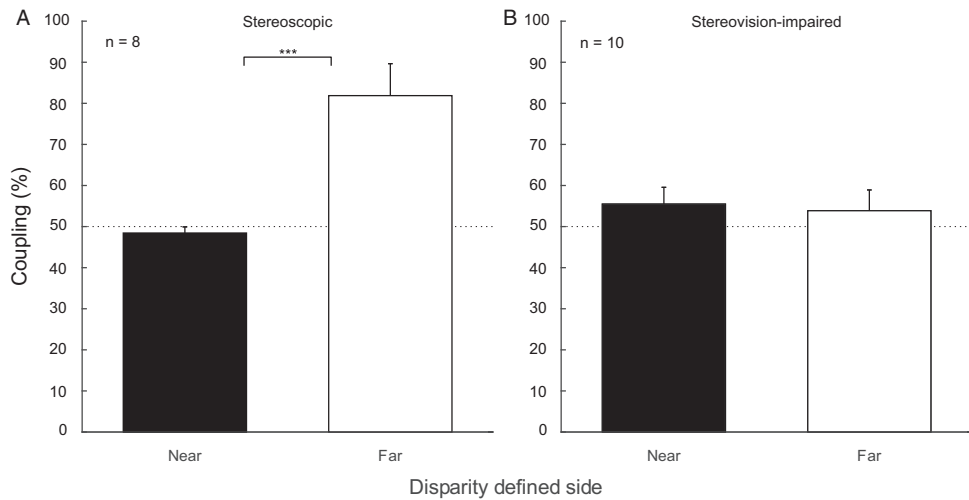 A
Stereoscopic
n = 8
***
100
90
80
70
60
50
40
30
20
10
0
Coupling (%)
Near
Far
B
Stereovision-impaired
n = 10
100
90
80
70
60
50
40
30
20
10
0
Near
Far
Disparity defined side